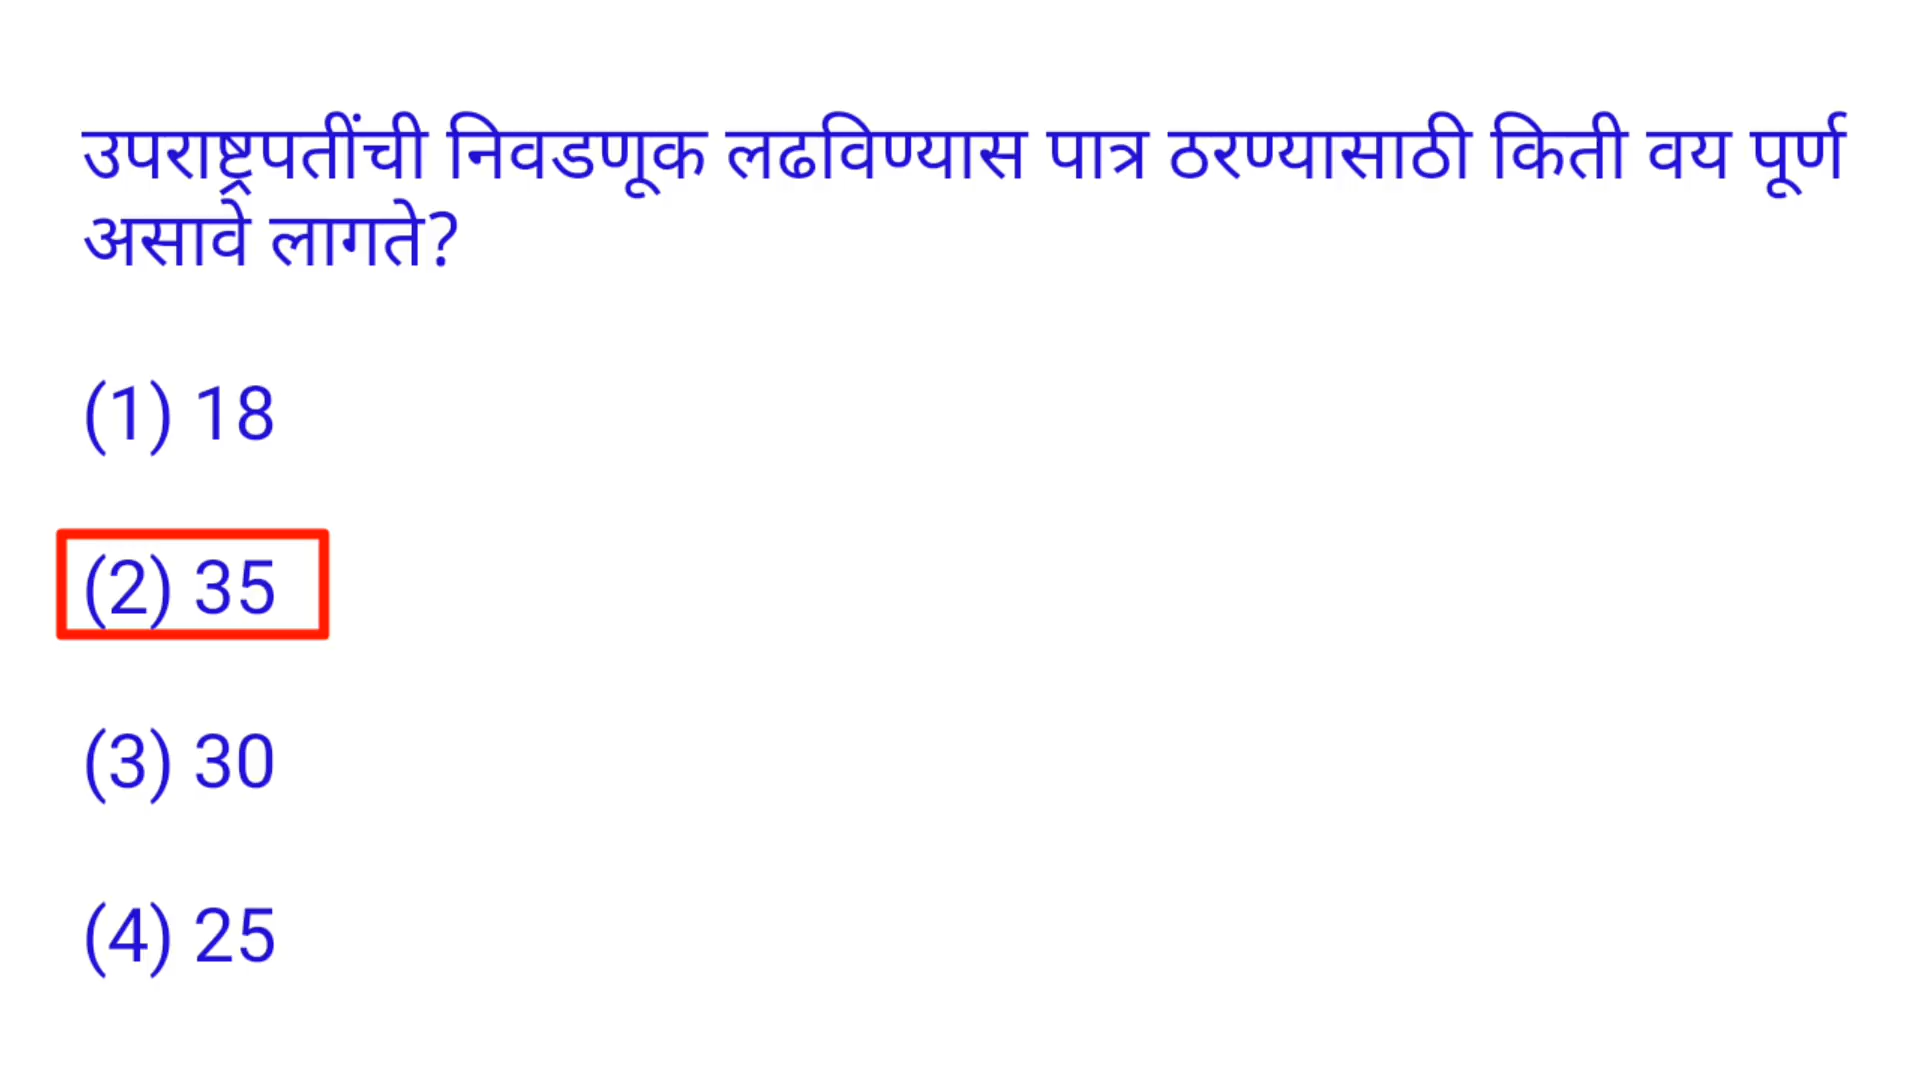 उपराष्ट्रपतींची निवडणूक लढविण्यास पात्र ठरण्यासाठी किती वय पूर्ण
असावे लागते?
(1) 18
(2) 35
(3) 30
(4) 25